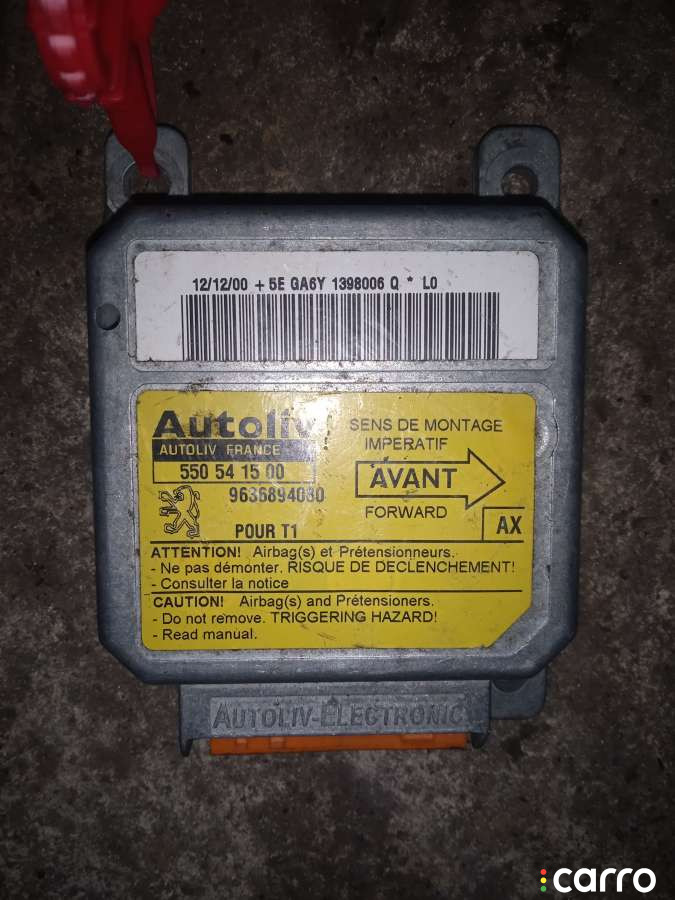 12/12/00 + 5E GA6Y 1398006 Q * L0
Autoliv
AUTOLIV FRANCE
550 54 15 00
9636894080
POUR T1
SENS DE MONTAGE
IMPERATIF
AVANT
FORWARD
AX
ATTENTION! Airbag(s) et Prétensionneurs.
- Ne pas démonter. RISQUE DE DECLENCHEMENT!
- Consulter la notice
CAUTION! Airbag(s) and Prétensioners.
- Do not remove. TRIGGERING HAZARD!
- Read manual.
AUTOLIV-ELECTRONIC
carro